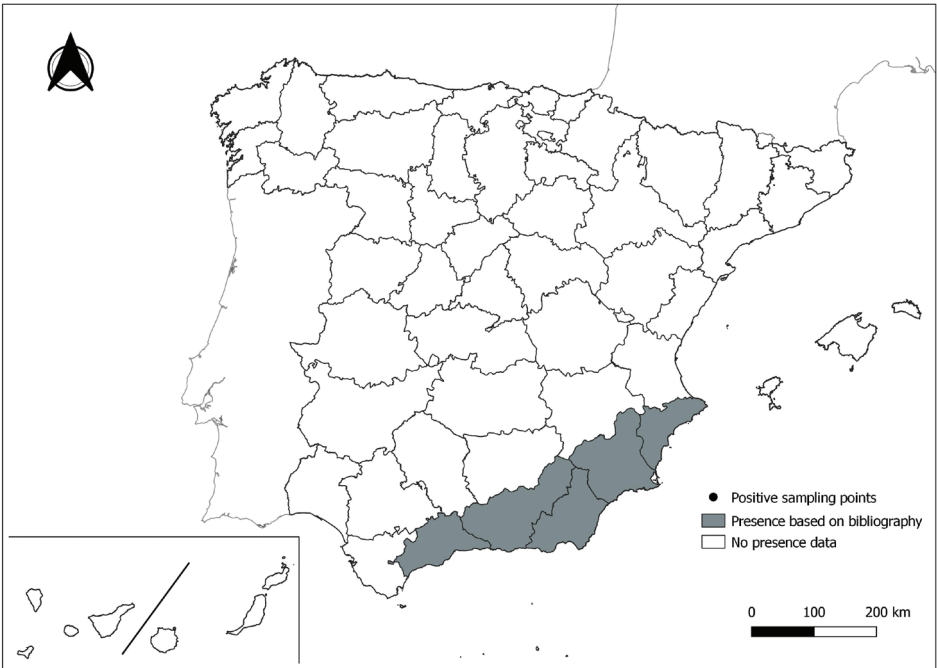 Positive sampling points
Presence based on bibliography
No presence data
0 100 200 km